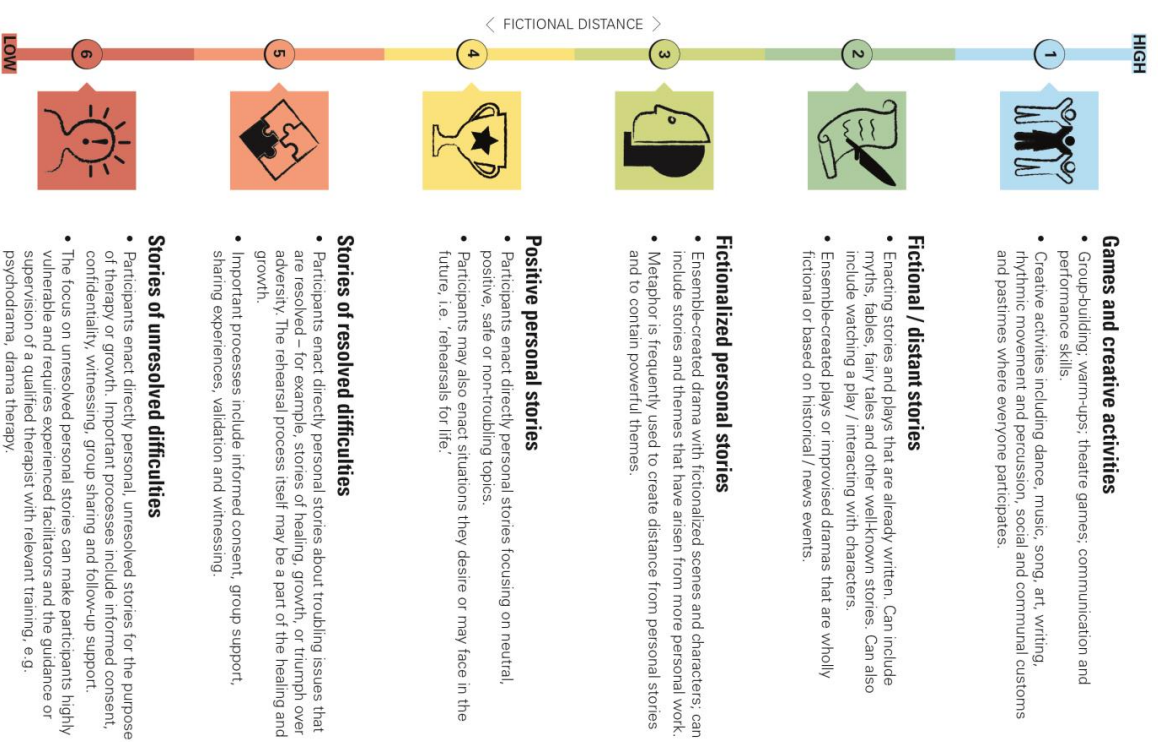 〈 FICTIONAL DISTANCE 〉
HIGH
1
Games and creative activities
• Group-building; warm-ups; theatre games; communication and
performance skills.
• Creative activities including dance, music, song, art, writing,
rhythmic movement and percussion, social and communal customs
and pastimes where everyone participates.
2
Fictional / distant stories
• Enacting stories and plays that are already written. Can include
myths, fables, fairy tales and other well-known stories. Can also
include watching a play / interacting with characters.
• Ensemble-created plays or improvised dramas that are wholly
fictional or based on historical / news events.
3
Fictionalized personal stories
• Ensemble-created drama with fictionalized scenes and characters; can
include stories and themes that have arisen from more personal work.
• Metaphor is frequently used to create distance from personal stories
and to contain powerful themes.
4
Positive personal stories
• Participants enact directly personal stories focusing on neutral,
positive, safe or non-troubling topics.
• Participants may also enact situations they desire or may face in the
future, i.e. ‘rehearsals for life.’
5
Stories of resolved difficulties
• Participants enact directly personal stories about troubling issues that
are resolved – for example, stories of healing, growth, or triumph over
adversity. The rehearsal process itself may be a part of the healing and
growth.
• Important processes include informed consent, group support,
sharing experiences, validation and witnessing.
6
Stories of unresolved difficulties
• Participants enact directly personal, unresolved stories for the purpose
of therapy or growth. Important processes include informed consent,
confidentiality, witnessing, group sharing and follow-up support.
• The focus on unresolved personal stories can make participants highly
vulnerable and requires experienced facilitators and the guidance or
supervision of a qualified therapist with relevant training, e.g.
psychodrama, drama therapy.
LOW